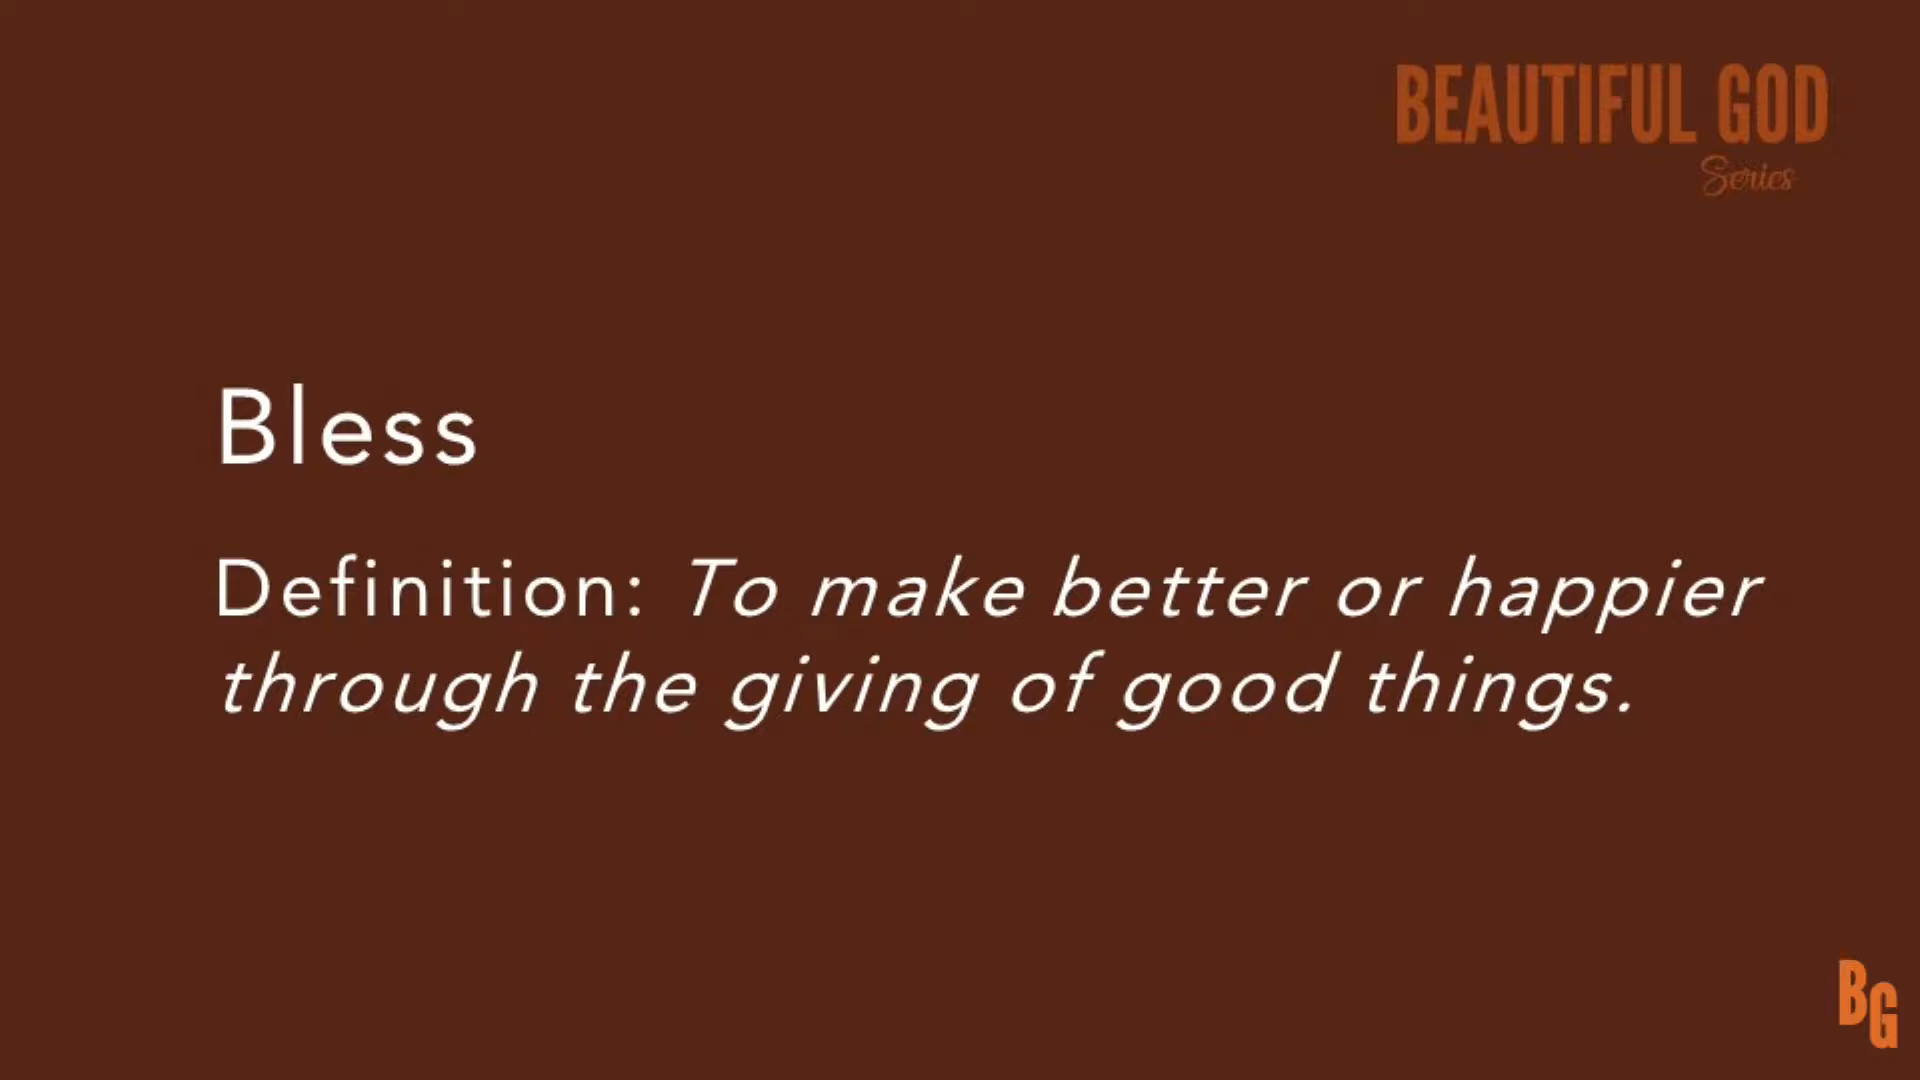 BEAUTIFUL GOD
Series
Bless
Definition: To make better or happier
through the giving of good things.
BG